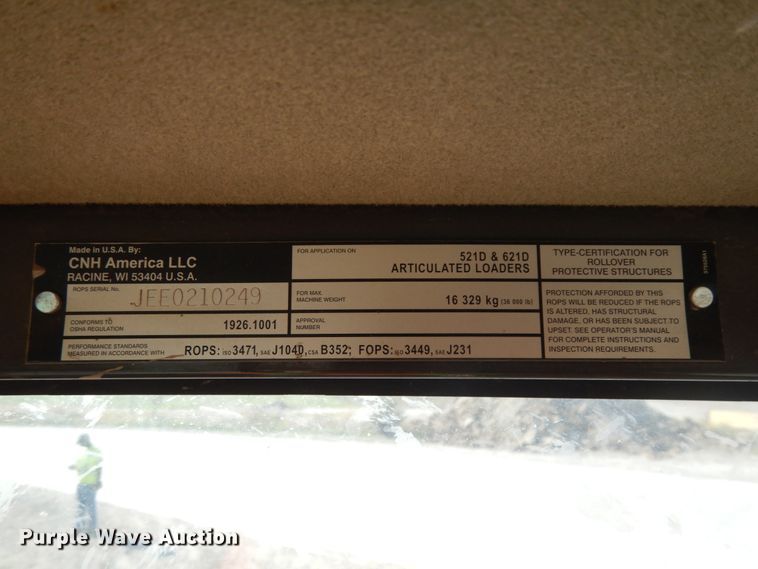 Made in U.S.A. By:
CNH America LLC
RACINE, WI 53404 U.S.A.
ROPS SERIAL No.
JEE0210249
CONFORMS TO
OSHA REGULATION
1926.1001
PERFORMANCE STANDARDS
MEASURED IN ACCORDANCE WITH
ROPS: ISO 3471, SAE J1040, CSA B352; FOPS: ISO 3449, SAE J231
FOR APPLICATION ON
521D & 621D
ARTICULATED LOADERS
FOR MAX.
MACHINE WEIGHT
16 329 kg (36 000 lb)
APPROVAL
NUMBER
TYPE-CERTIFICATION FOR
ROLLOVER
PROTECTIVE STRUCTURES
PROTECTION AFFORDED BY THIS
ROPS WILL BE REDUCED IF THE ROPS
IS ALTERED, HAS STRUCTURAL
DAMAGE, OR HAS BEEN SUBJECT TO
UPSET. SEE OPERATOR'S MANUAL
FOR COMPLETE INSTRUCTIONS AND
INSPECTION REQUIREMENTS.
Purple Wave Auction